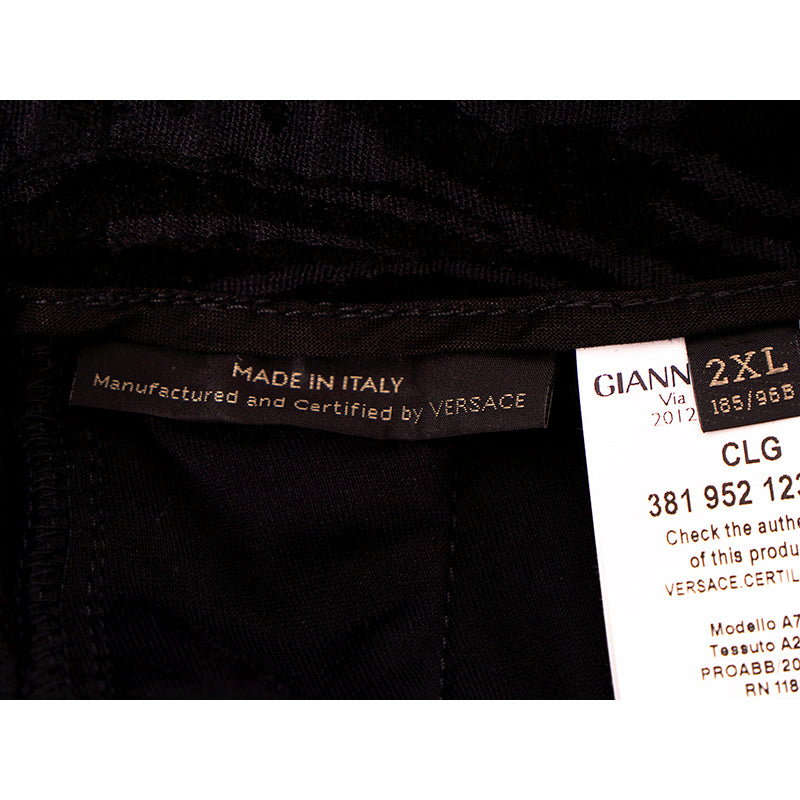 MADE IN ITALY
Manufactured and Certified by VERSACE
GIANN
Via
2012
2XL
185/96B
CLG
381 952 123
Check the authe
of this produ
VERSACE.CERTIL
Modello A7
Tessuto A2
PROABB/20
RN 118